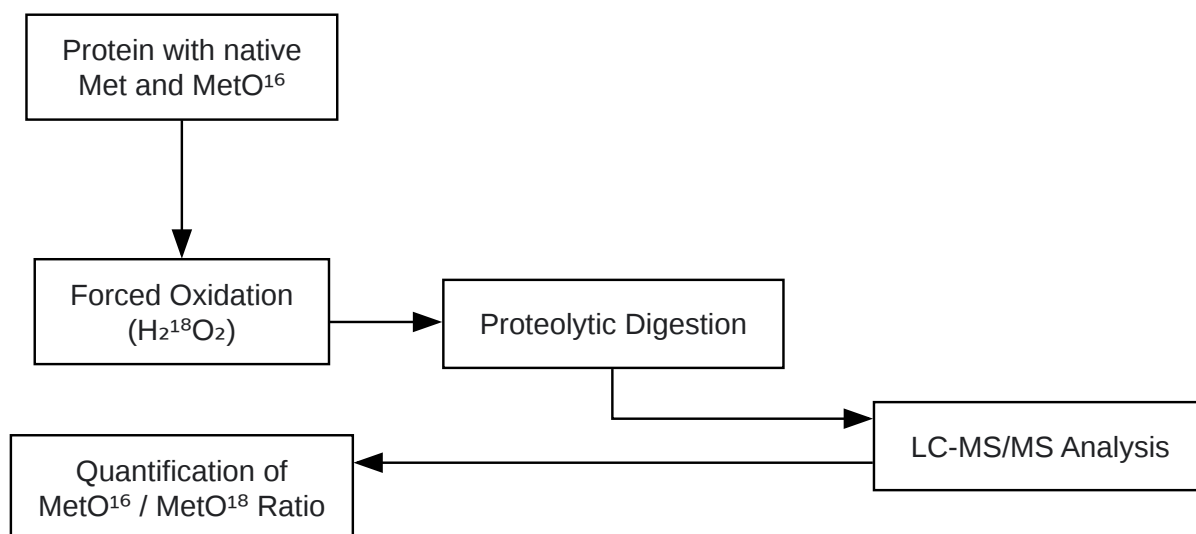 Protein with native
Met and MetO¹⁶
Forced Oxidation
(H₂¹⁸O₂)
Proteolytic Digestion
LC-MS/MS Analysis
Quantification of
MetO¹⁶ / MetO¹⁸ Ratio